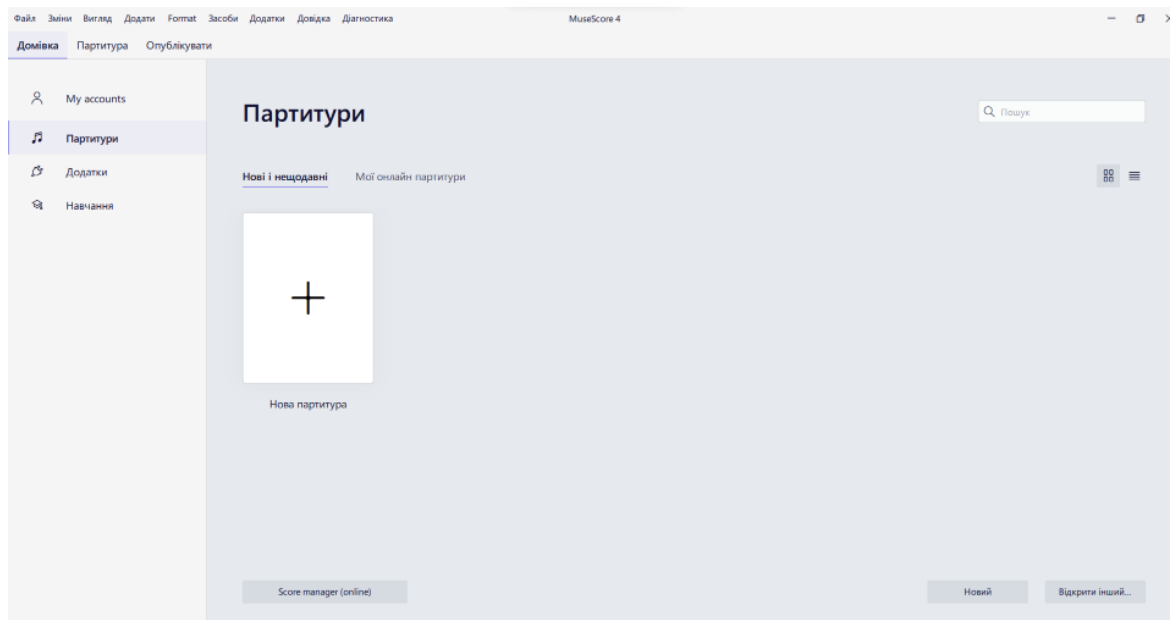 Файл Зміни Вигляд Додати Format Засоби Додатки Довідка Діагностика MuseScore 4
Домівка Партитура Опублікувати
My accounts
Партитури
Додатки
Навчання
Партитури
Пошук
Нові і нещодавні Мої онлайн партитури
Нова партитура
Score manager (online) Новий Відкрити інший...